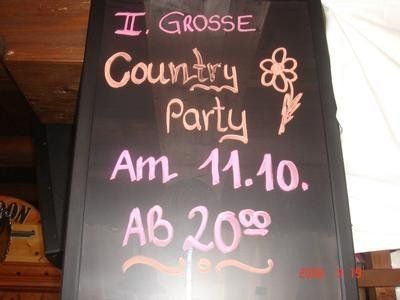 II. GROSSE
Country
Party
Am 11.10.
AB 20⁰⁰